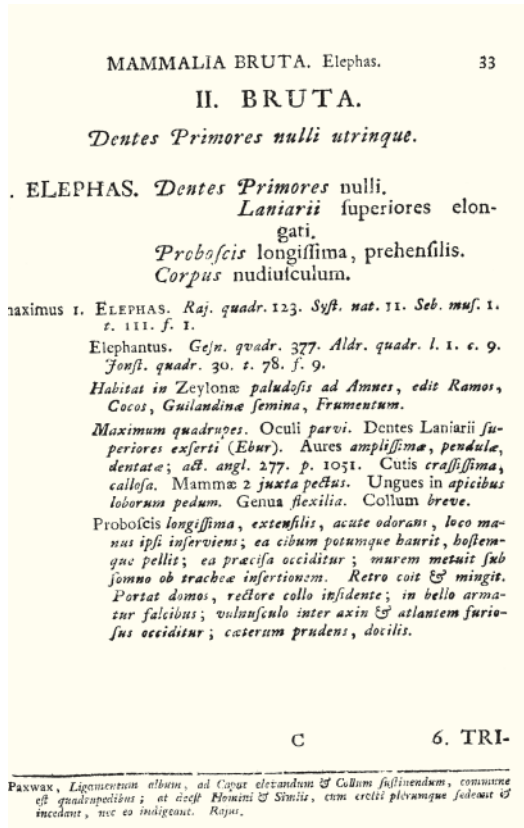 MAMMALIA BRUTA. Elephas. 33
II. BRUTA.
Dentes Primores nulli utrinque.
. ELEPHAS. Dentes Primores nulli.
Laniarii ſuperiores elon-
gati.
Proboſcis longiſſima, prehenſilis.
Corpus nudiuſculum.
maximus 1. ELEPHAS. Raj. quadr. 123. Syſt. nat. 11. Seb. muſ. 1.
t. 111. f. 1.
Elephantus. Geſn. qvadr. 377. Aldr. quadr. l. 1. c. 9.
Jonſt. quadr. 30. t. 78. f. 9.
Habitat in Zeylonæ paludoſis ad Amnes, edit Ramos,
Cocos, Guilandinæ ſemina, Frumentum.
Maximum quadrupes. Oculi parvi. Dentes Laniarii ſu-
periores exſerti (Ebur). Aures ampliſſimæ, pendulæ,
dentatæ; act. angl. 277. p. 1051. Cutis craſſiſſima,
calloſa. Mammæ 2 juxta pectus. Ungues in apicibus
loborum pedum. Genua flexilia. Collum breve.
Proboſcis longiſſima, extenſilis, acute odorans, loco ma-
nus ipſi inſerviens; ea cibum potumque haurit, hoſtem-
que pellit; ea præciſa occiditur; murem metuit ſub
ſomno ob tracheæ inſertionem. Retro coit & mingit.
Portat domos, rectore collo inſidente; in bello arma-
tur falcibus; vulnuſculo inter axin & atlantem furio-
ſus occiditur; cæterum prudens, docilis.
C 6. TRI-
Paxwax, Ligamentum album, ad Caput elevandum & Collum ſuſtinendum, commune
eſt quadrupedibus; at deeſt Homini & Simiis, cum erecti plerumque ſedeant &
incedant, nec eo indigeant. Rajus.